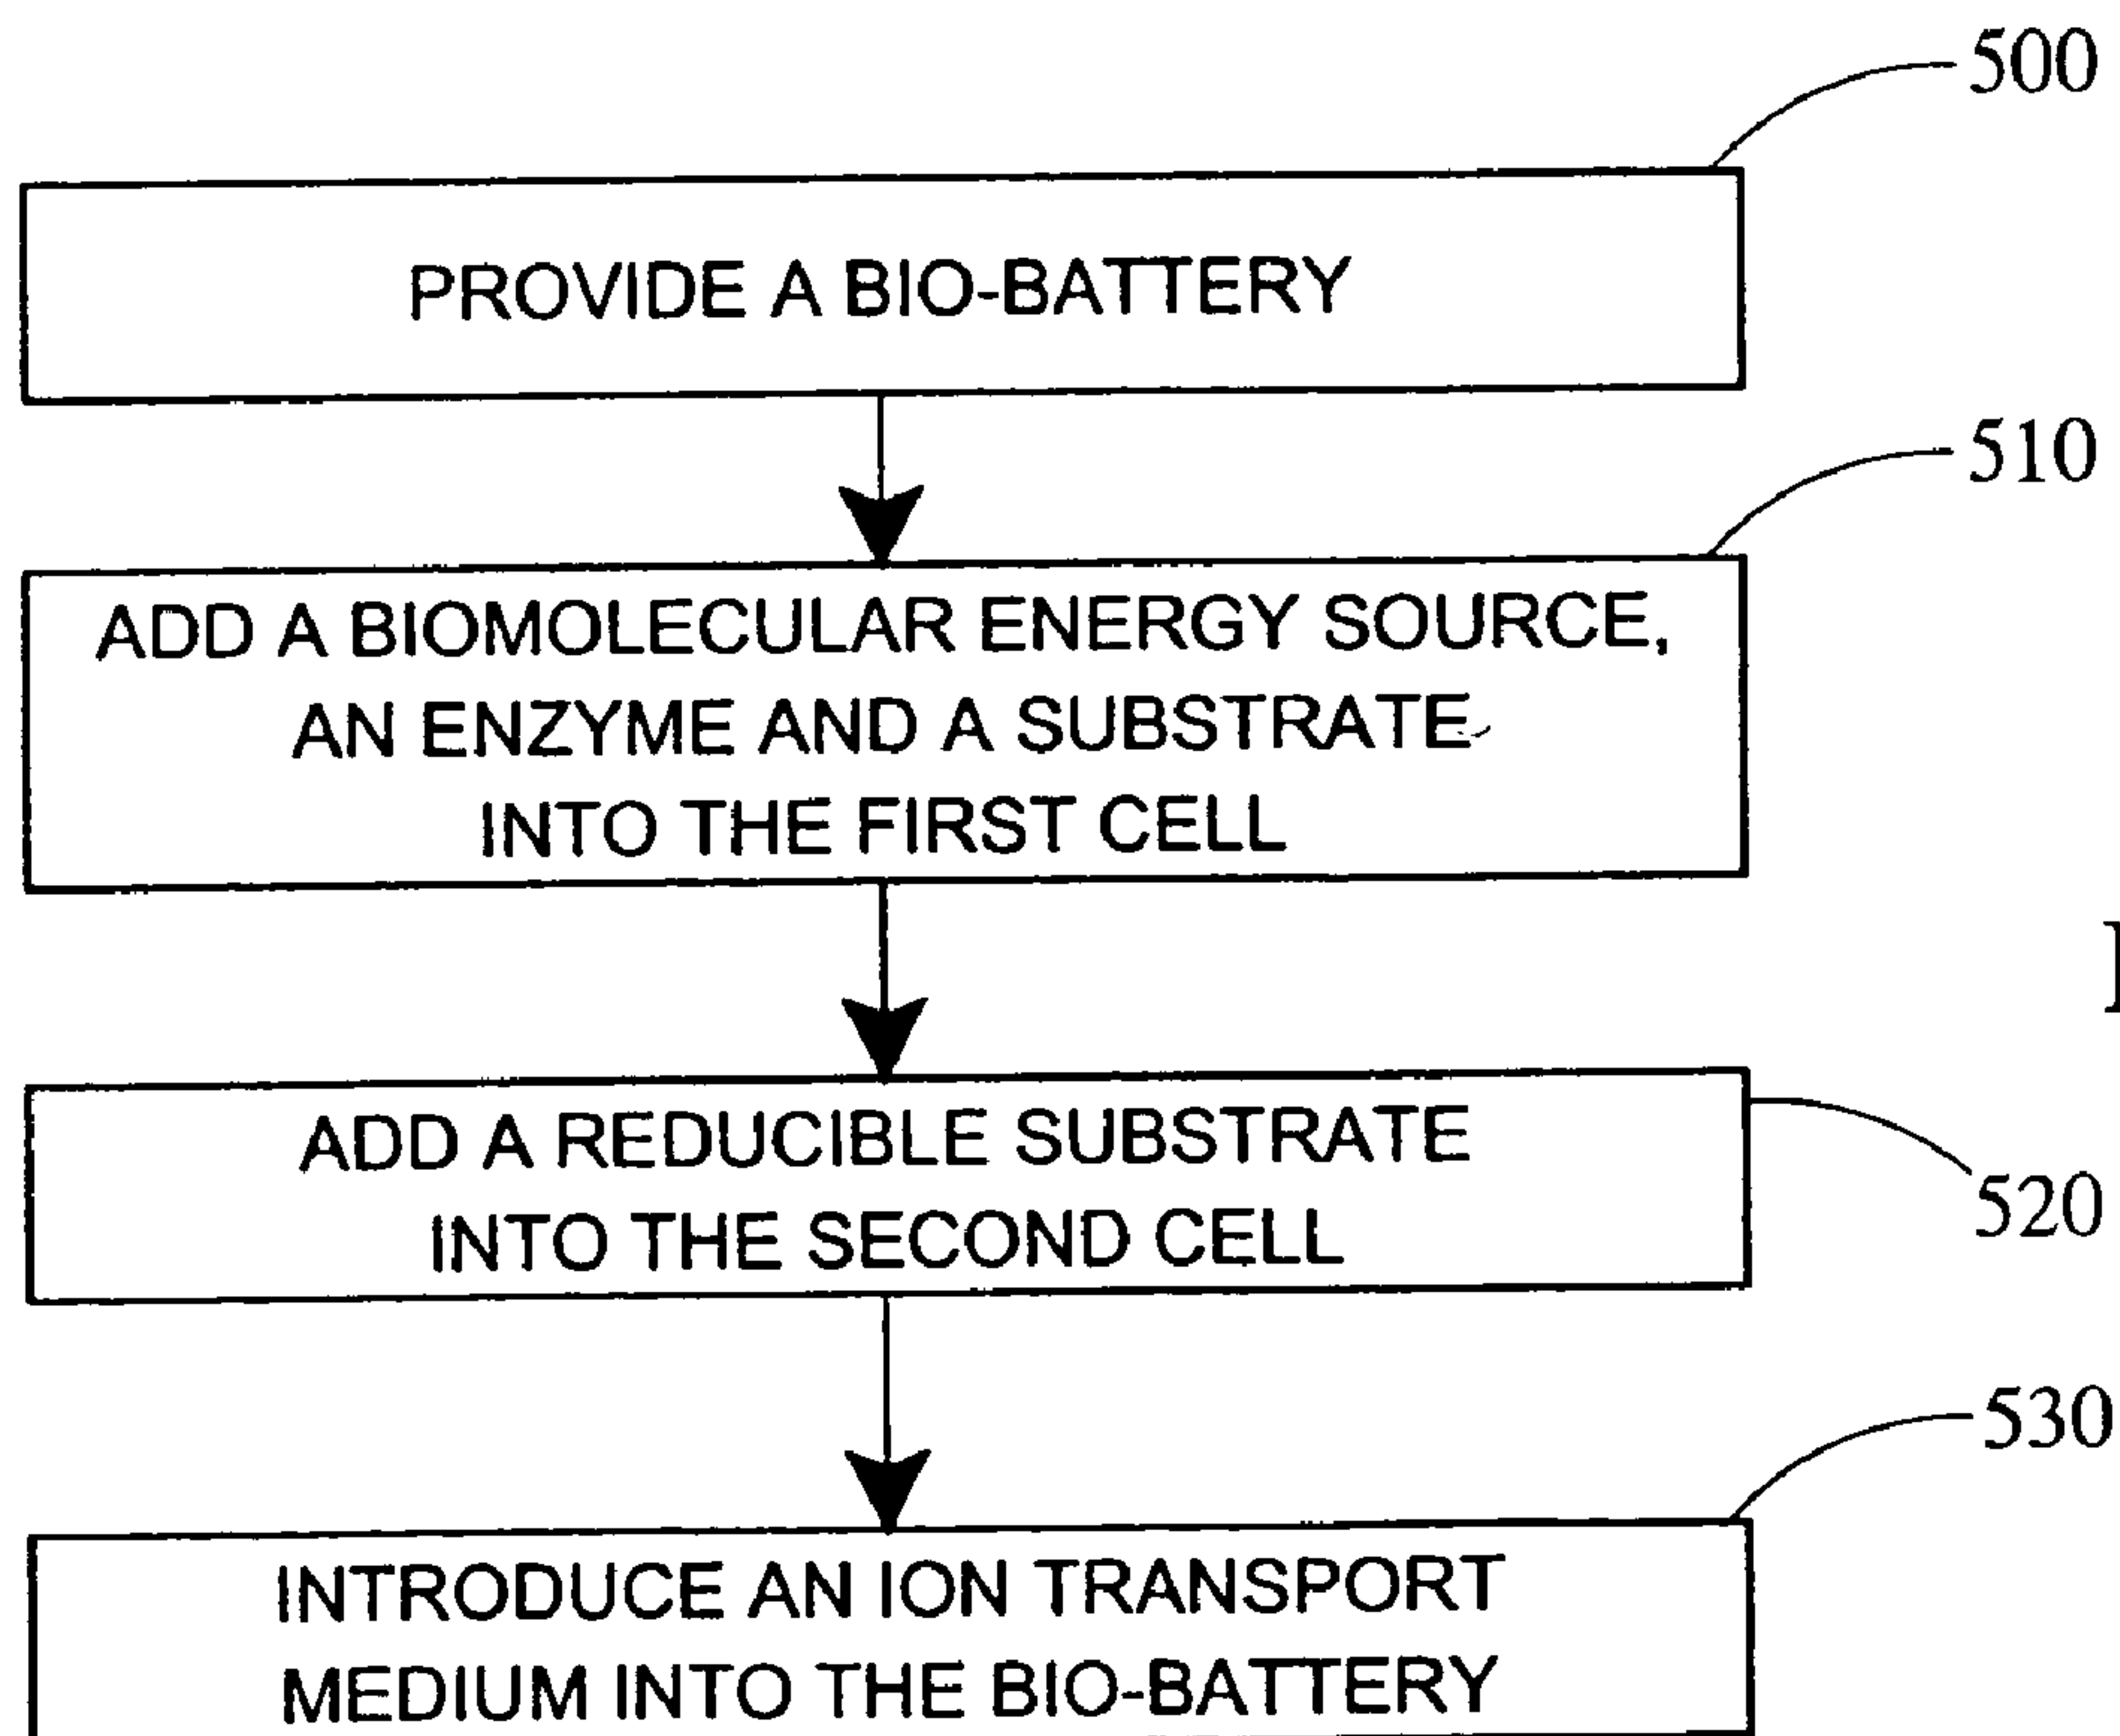 500
PROVIDE A BIO-BATTERY
510
ADD A BIOMOLECULAR ENERGY SOURCE,
AN ENZYME AND A SUBSTRATE
INTO THE FIRST CELL
ADD A REDUCIBLE SUBSTRATE
INTO THE SECOND CELL
520
530
INTRODUCE AN ION TRANSPORT
MEDIUM INTO THE BIO-BATTERY